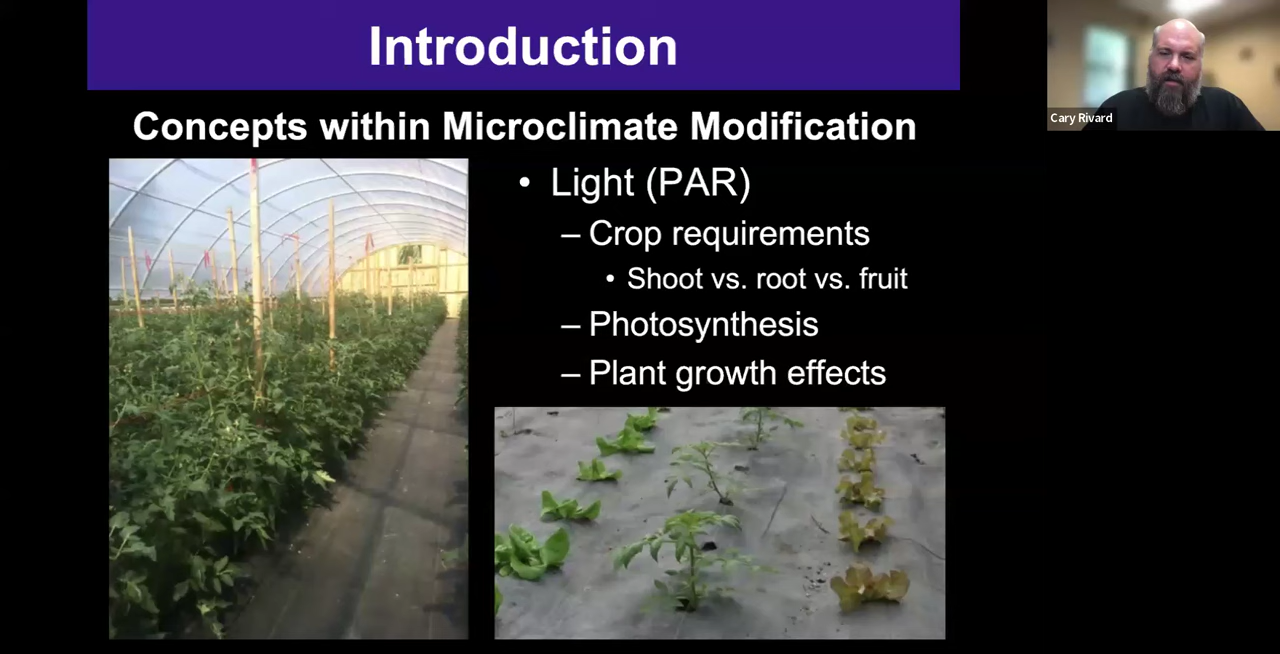 Introduction
Concepts within Microclimate Modification
• Light (PAR)
– Crop requirements
• Shoot vs. root vs. fruit
– Photosynthesis
– Plant growth effects
Cary Rivard